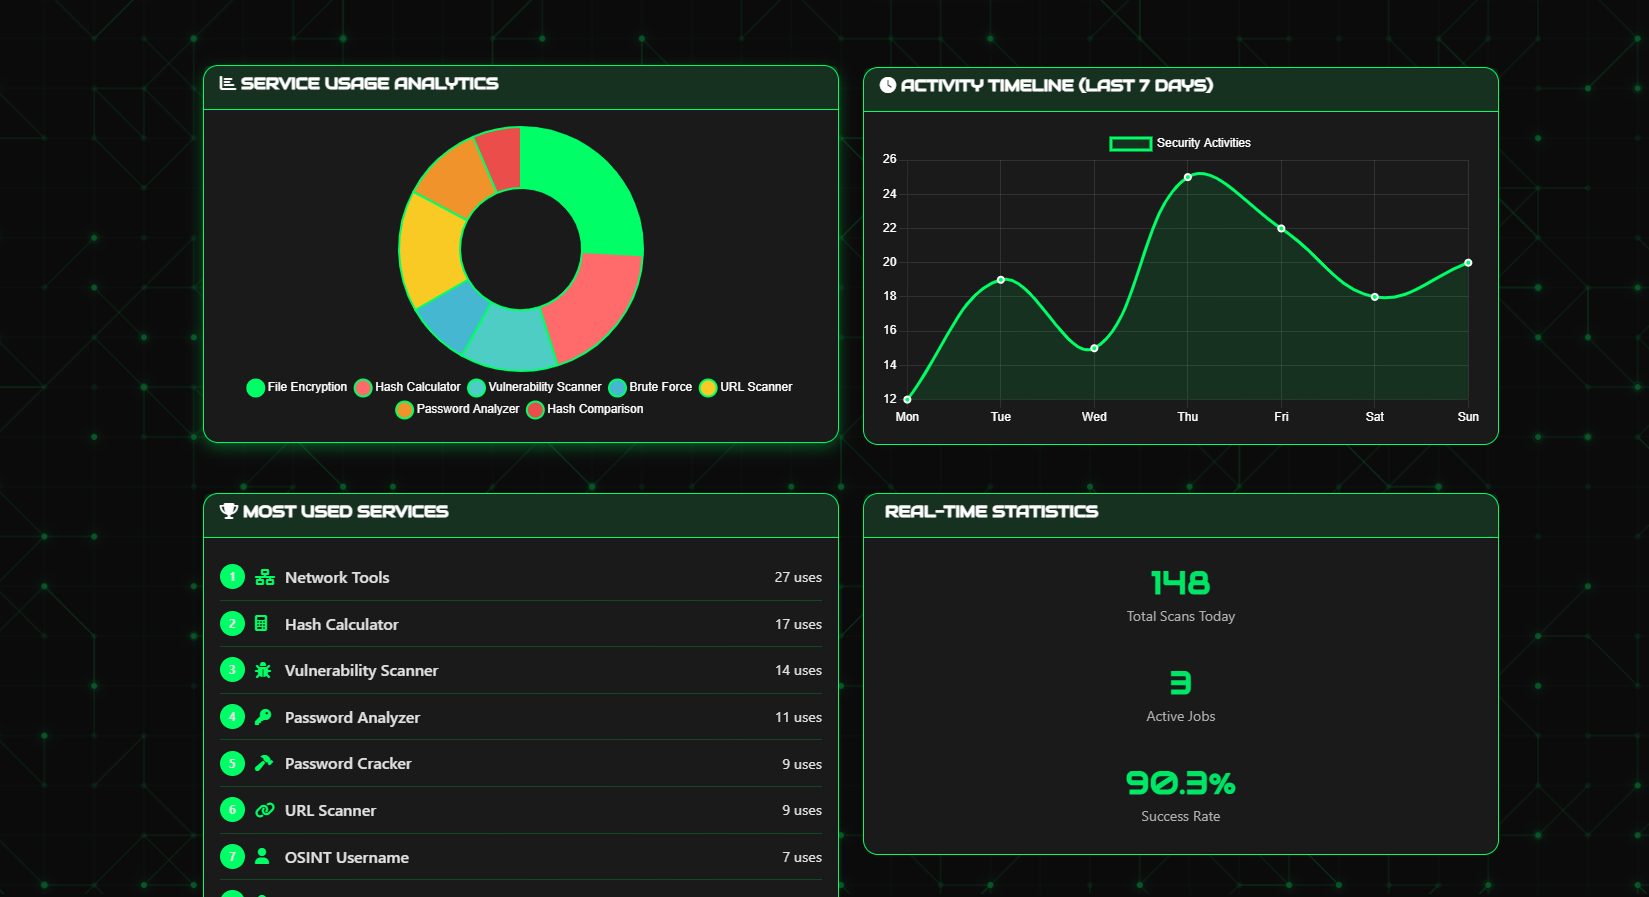 SERVICE USAGE ANALYTICS
File Encryption Hash Calculator Vulnerability Scanner Brute Force URL Scanner
Password Analyzer Hash Comparison
ACTIVITY TIMELINE (LAST 7 DAYS)
Security Activities
26
24
22
20
18
16
14
12
Mon Tue Wed Thu Fri Sat Sun
MOST USED SERVICES
1 Network Tools 27 uses
2 Hash Calculator 17 uses
3 Vulnerability Scanner 14 uses
4 Password Analyzer 11 uses
5 Password Cracker 9 uses
6 URL Scanner 9 uses
7 OSINT Username 7 uses
REAL-TIME STATISTICS
148
Total Scans Today
3
Active Jobs
90.3%
Success Rate